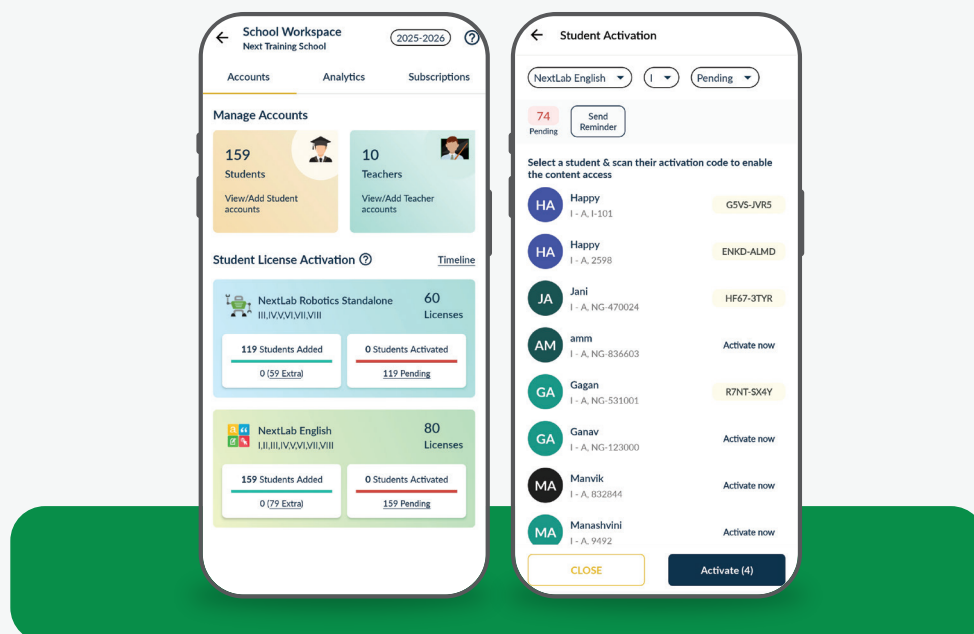 School Workspace
Next Training School
2025-2026
?
Accounts
Analytics
Subscriptions
Manage Accounts
159
Students
View/Add Student
accounts
10
Teachers
View/Add Teacher
accounts
Student License Activation ?
Timeline
NextLab Robotics Standalone
III,IV,V,VI,VII,VIII
60
Licenses
119 Students Added
0 (59 Extra)
0 Students Activated
119 Pending
NextLab English
I,II,III,IV,V,VI,VII,VIII
80
Licenses
159 Students Added
0 (79 Extra)
0 Students Activated
159 Pending
Student Activation
NextLab English
I
Pending
74
Pending
Send
Reminder
Select a student & scan their activation code to enable
the content access
HA
Happy
I - A, I-101
G5VS-JVR5
HA
Happy
I - A, 2598
ENKD-ALMD
JA
Jani
I - A, NG-470024
HF67-3TYR
AM
amm
I - A, NG-836603
Activate now
GA
Gagan
I - A, NG-531001
R7NT-SX4Y
GA
Ganav
I - A, NG-123000
Activate now
MA
Manvik
I - A, 832844
Activate now
MA
Manashvini
I - A, 9492
Activate now
CLOSE
Activate (4)